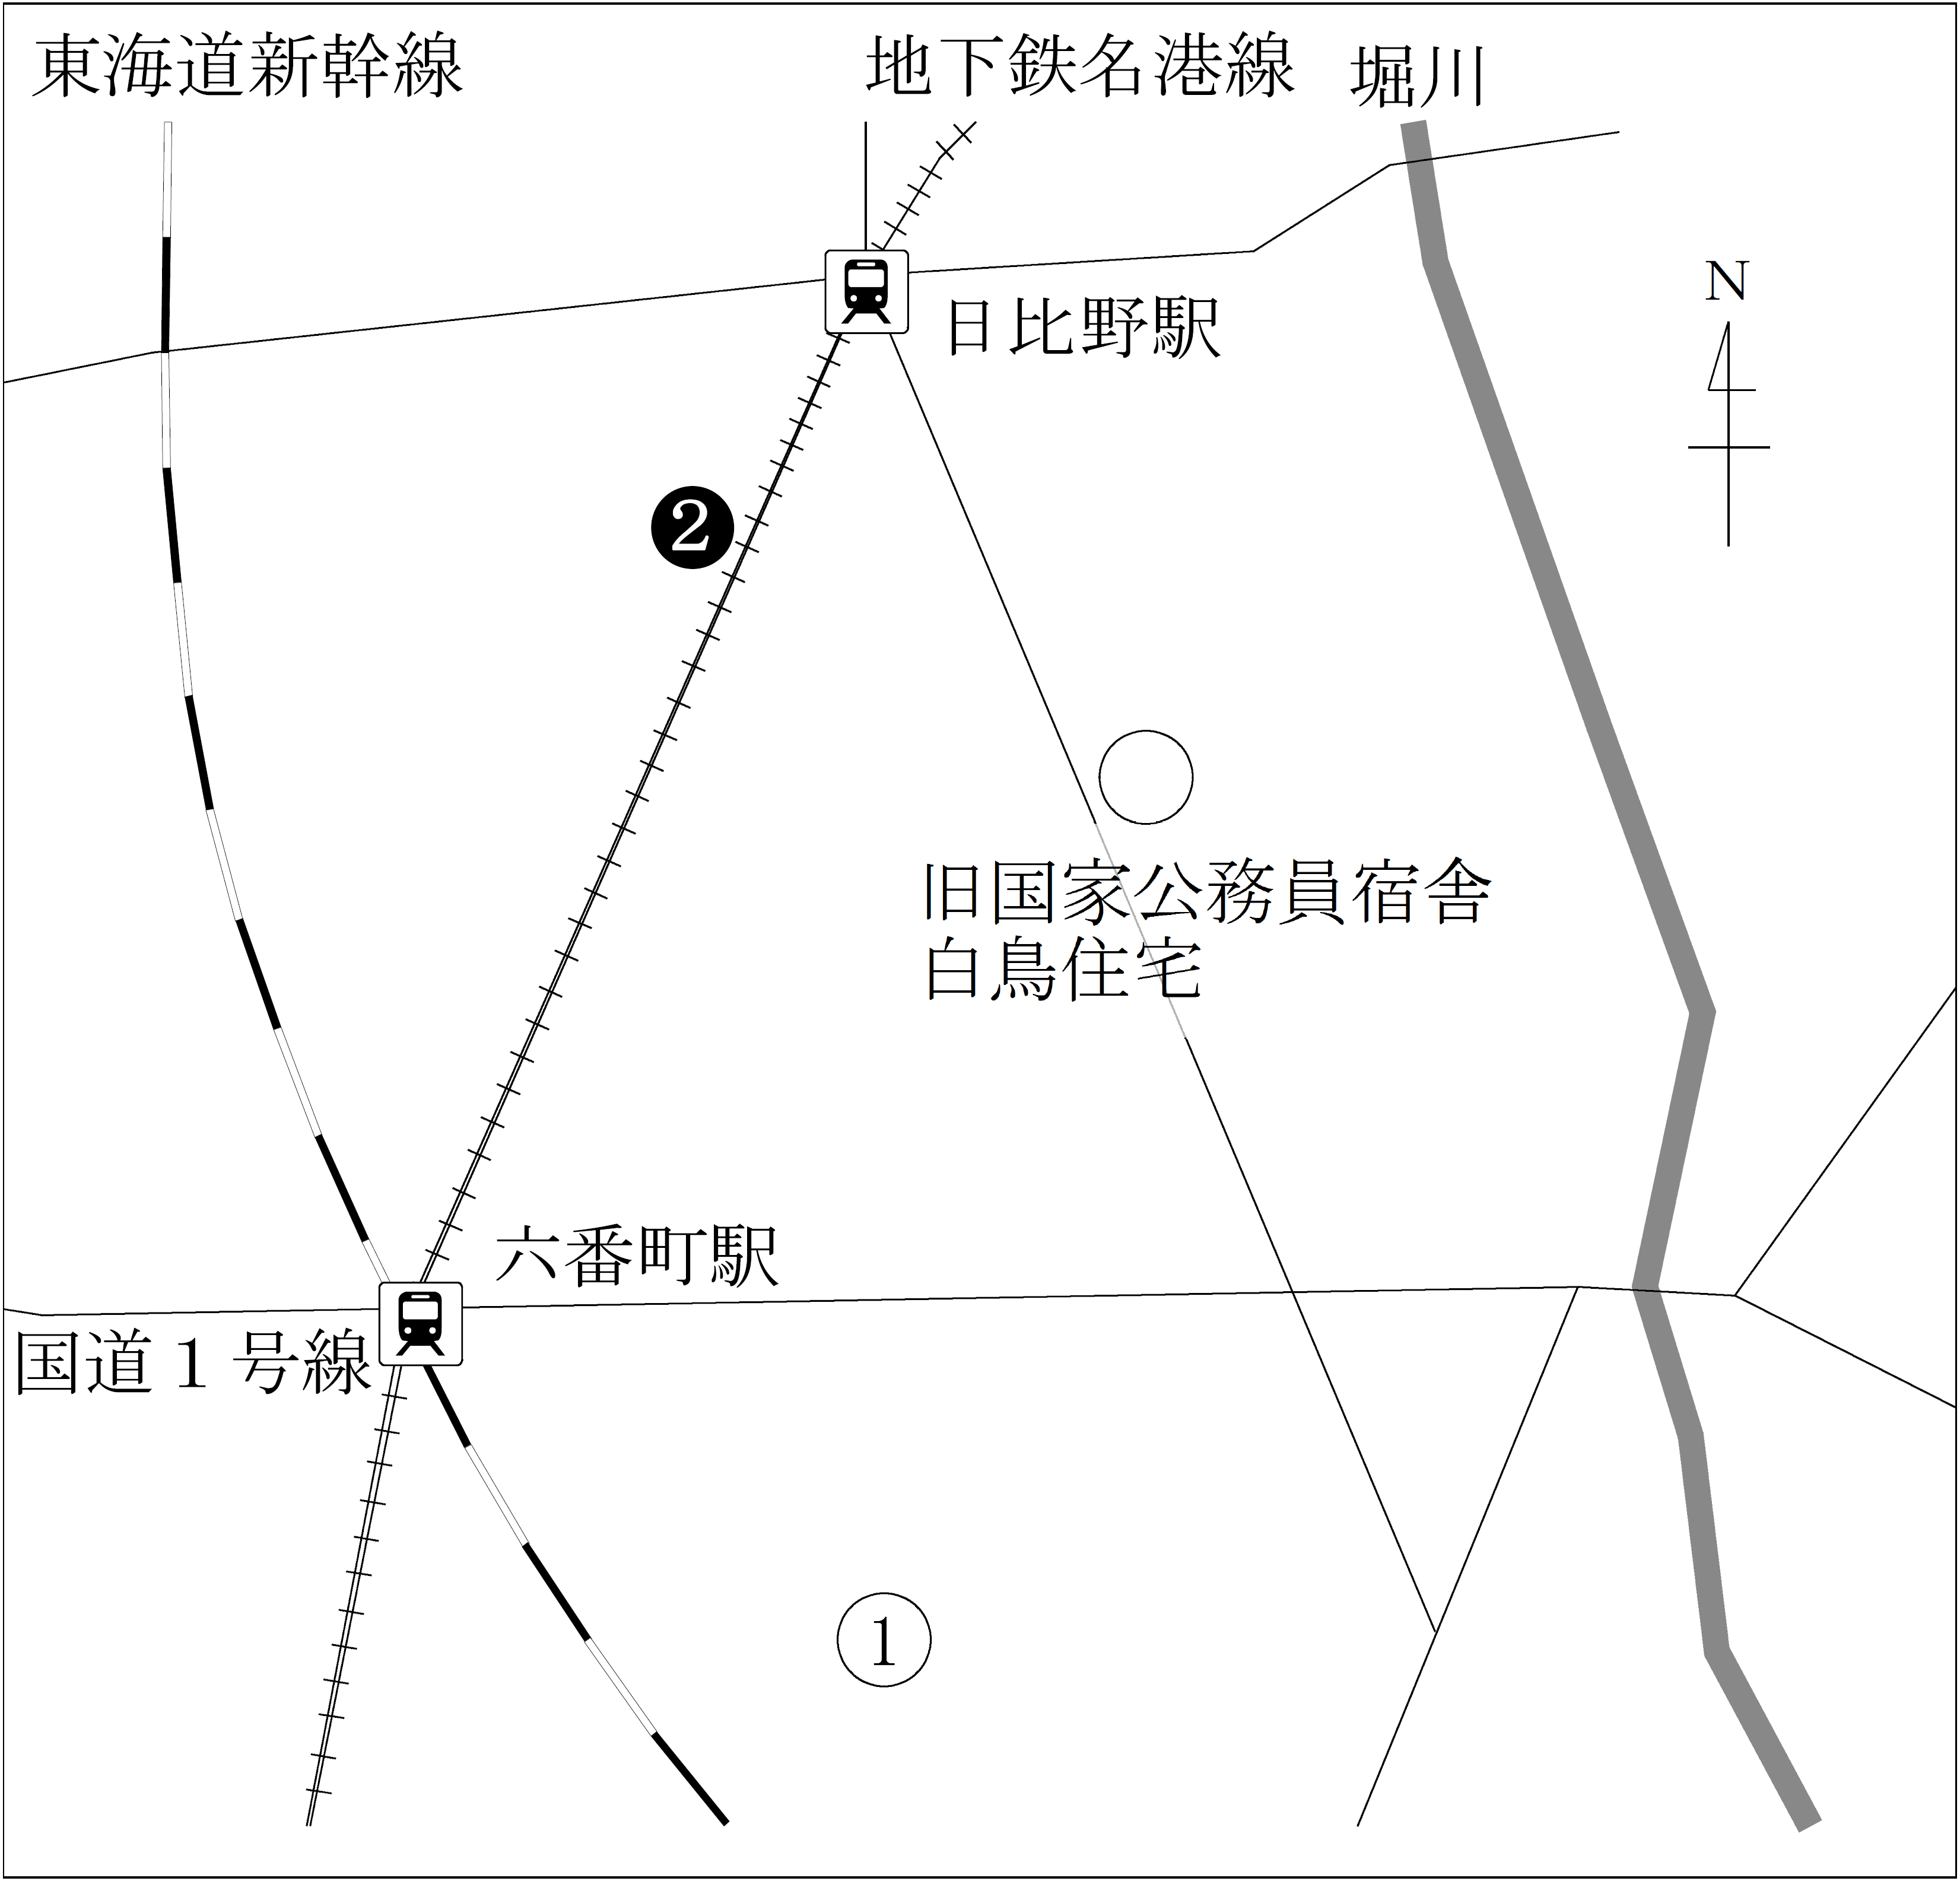 東海道新幹線
地下鉄名港線
堀川
N
日比野駅
2
旧国家公務員宿舎
白鳥住宅
六番町駅
国道1号線
1